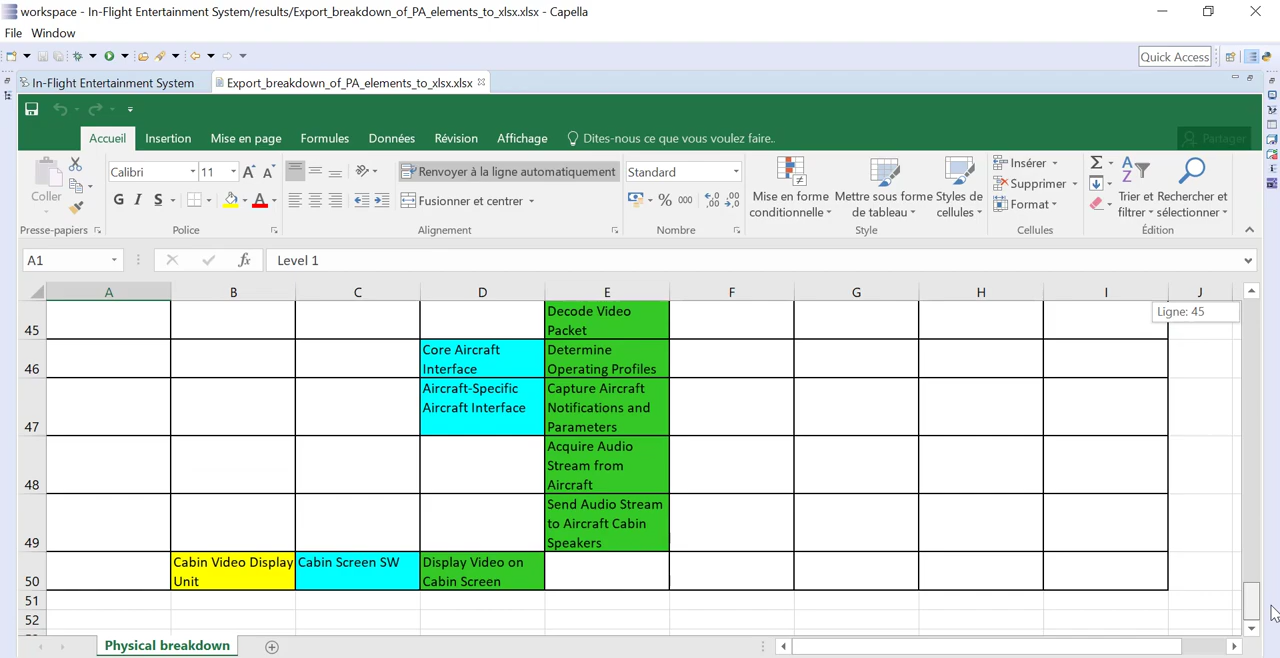 workspace - In-Flight Entertainment System/results/Export_breakdown_of_PA_elements_to_xlsx.xlsx - Capella
File Window
Quick Access
In-Flight Entertainment System Export_breakdown_of_PA_elements_to_xlsx.xlsx
Accueil Insertion Mise en page Formules Données Révision Affichage Dites-nous ce que vous voulez faire.. Partager
Coller
Calibri 11
Renvoyer à la ligne automatiquement
Standard
Insérer
Mise en forme conditionnelle
Mettre sous forme de tableau
Styles de cellules
Supprimer
Trier et filtrer
Rechercher et sélectionner
G I S
Fusionner et centrer
% 000
Format
Presse-papiers Police Alignement Nombre Style Cellules Édition
A1 fx Level 1
A B C D E F G H I J
Ligne: 45
45 Decode Video
Packet
46 Core Aircraft
Interface
Determine
Operating Profiles
47 Aircraft-Specific
Aircraft Interface
Capture Aircraft
Notifications and
Parameters
48 Acquire Audio
Stream from
Aircraft
49 Send Audio Stream
to Aircraft Cabin
Speakers
50 Cabin Video Display
Unit
Cabin Screen SW
Display Video on
Cabin Screen
51
52
Physical breakdown